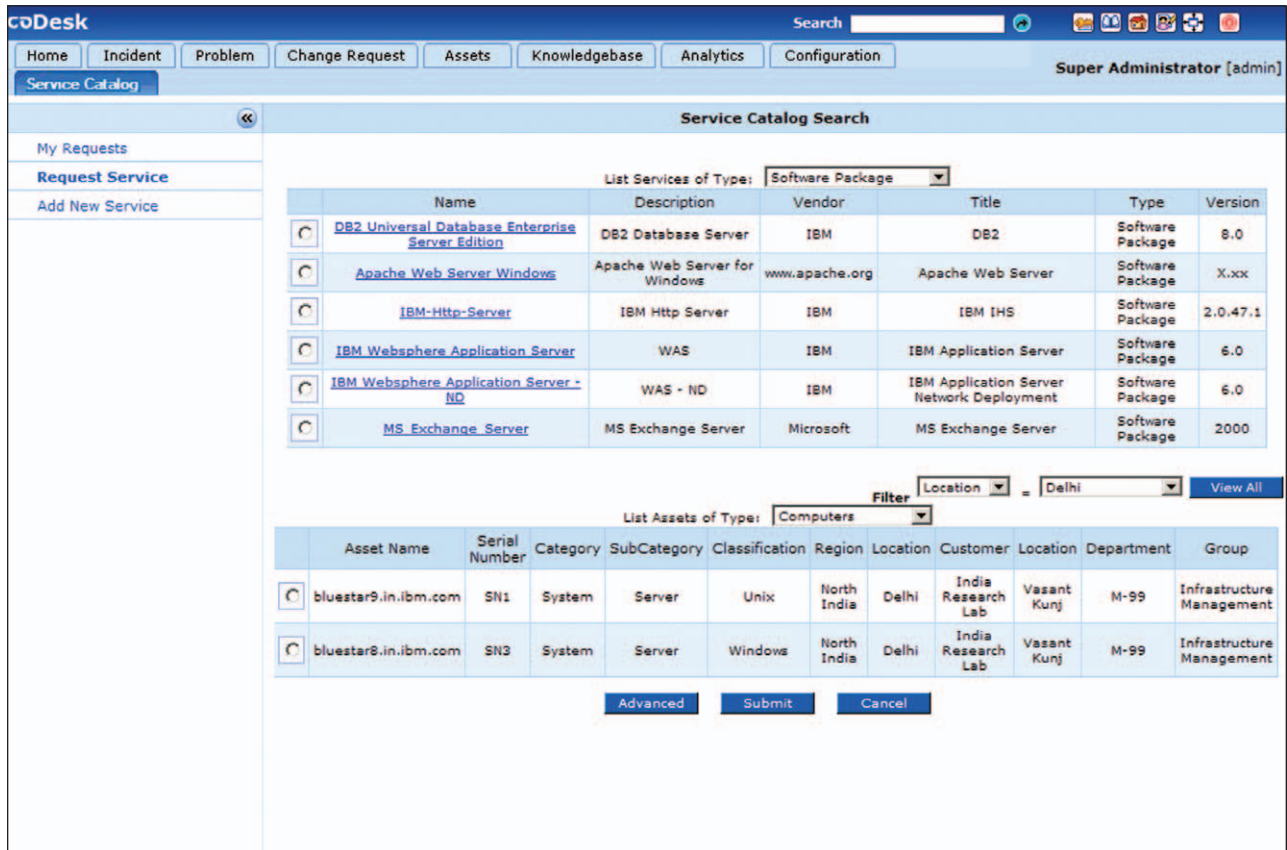 coDesk Search
Home Incident Problem Change Request Assets Knowledgebase Analytics Configuration
Super Administrator [admin]
Service Catalog
Service Catalog Search
My Requests
Request Service
Add New Service
List Services of Type: Software Package
Name Description Vendor Title Type Version
DB2 Universal Database Enterprise Server Edition DB2 Database Server IBM DB2 Software Package 8.0
Apache Web Server Windows Apache Web Server for Windows www.apache.org Apache Web Server Software Package X.xx
IBM-Http-Server IBM Http Server IBM IBM IHS Software Package 2.0.47.1
IBM Websphere Application Server WAS IBM IBM Application Server Software Package 6.0
IBM Websphere Application Server - ND WAS - ND IBM IBM Application Server Network Deployment Software Package 6.0
MS Exchange Server MS Exchange Server Microsoft MS Exchange Server Software Package 2000
Filter Location = Delhi View All
List Assets of Type: Computers
Asset Name Serial Number Category SubCategory Classification Region Location Customer Location Department Group
bluestar9.in.ibm.com SN1 System Server Unix North India Delhi India Research Lab Vasant Kunj M-99 Infrastructure Management
bluestar8.in.ibm.com SN3 System Server Windows North India Delhi India Research Lab Vasant Kunj M-99 Infrastructure Management
Advanced Submit Cancel